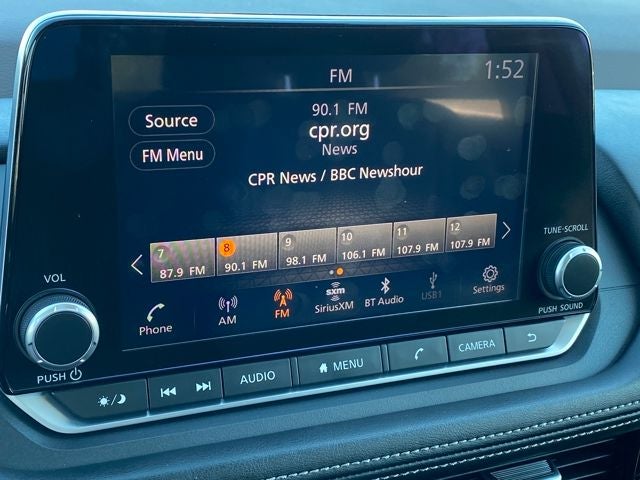 FM
1:52
Source
90.1 FM
cpr.org
FM Menu
News
CPR News / BBC Newshour
7
87.9 FM
8
90.1 FM
9
98.1 FM
10
106.1 FM
11
107.9 FM
12
107.9 FM
Phone
AM
FM
sxm
SiriusXM
BT Audio
USB1
Settings
VOL
PUSH
TUNE·SCROLL
PUSH SOUND
AUDIO
MENU
CAMERA